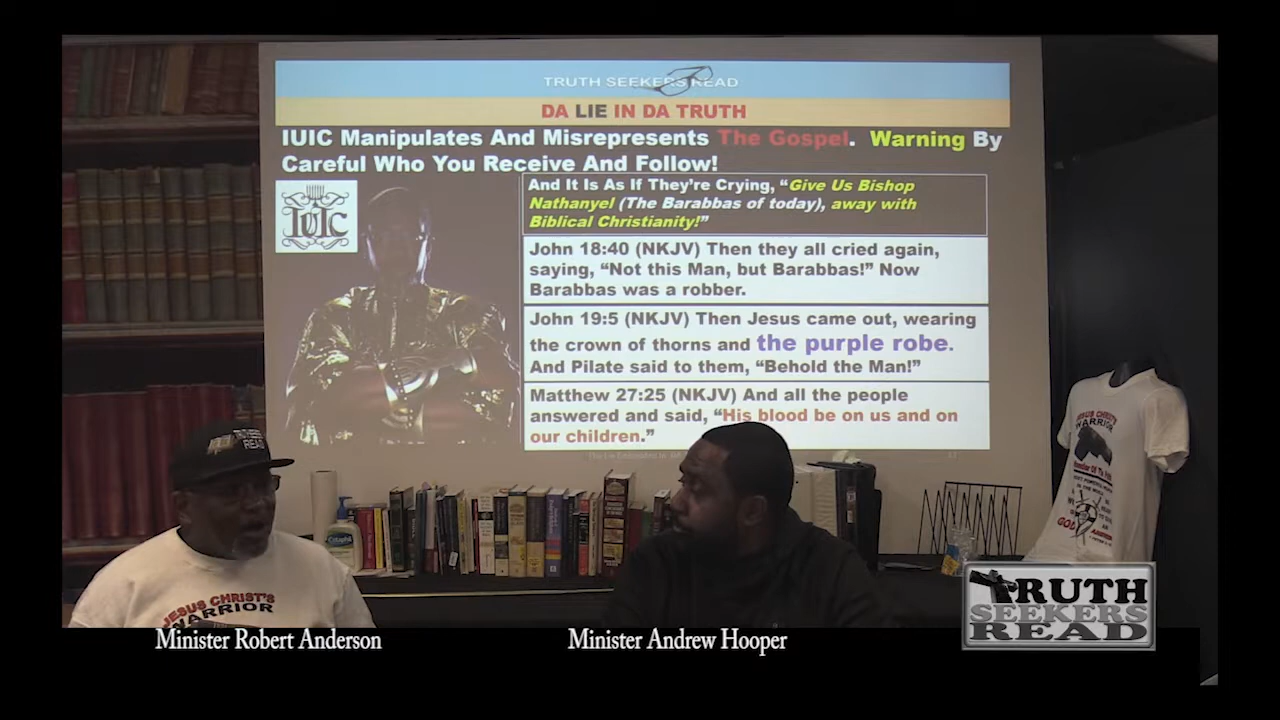 TRUTH SEEKERS READ
DA LIE IN DA TRUTH
IUIC Manipulates And Misrepresents The Gospel. Warning By
Careful Who You Receive And Follow!
IUIC
And It Is As If They're Crying, “Give Us Bishop
Nathanyel (The Barabbas of today), away with
Biblical Christianity!”
John 18:40 (NKJV) Then they all cried again,
saying, “Not this Man, but Barabbas!” Now
Barabbas was a robber.
John 19:5 (NKJV) Then Jesus came out, wearing
the crown of thorns and the purple robe.
And Pilate said to them, “Behold the Man!”
Matthew 27:25 (NKJV) And all the people
answered and said, “His blood be on us and on
our children.”
READ
Cetaphil
JESUS CHRIST'S
WARRIOR
JESUS CHRIST
WARRIOR
GOD
Minister Robert Anderson
Minister Andrew Hooper
TRUTH
SEEKERS
READ